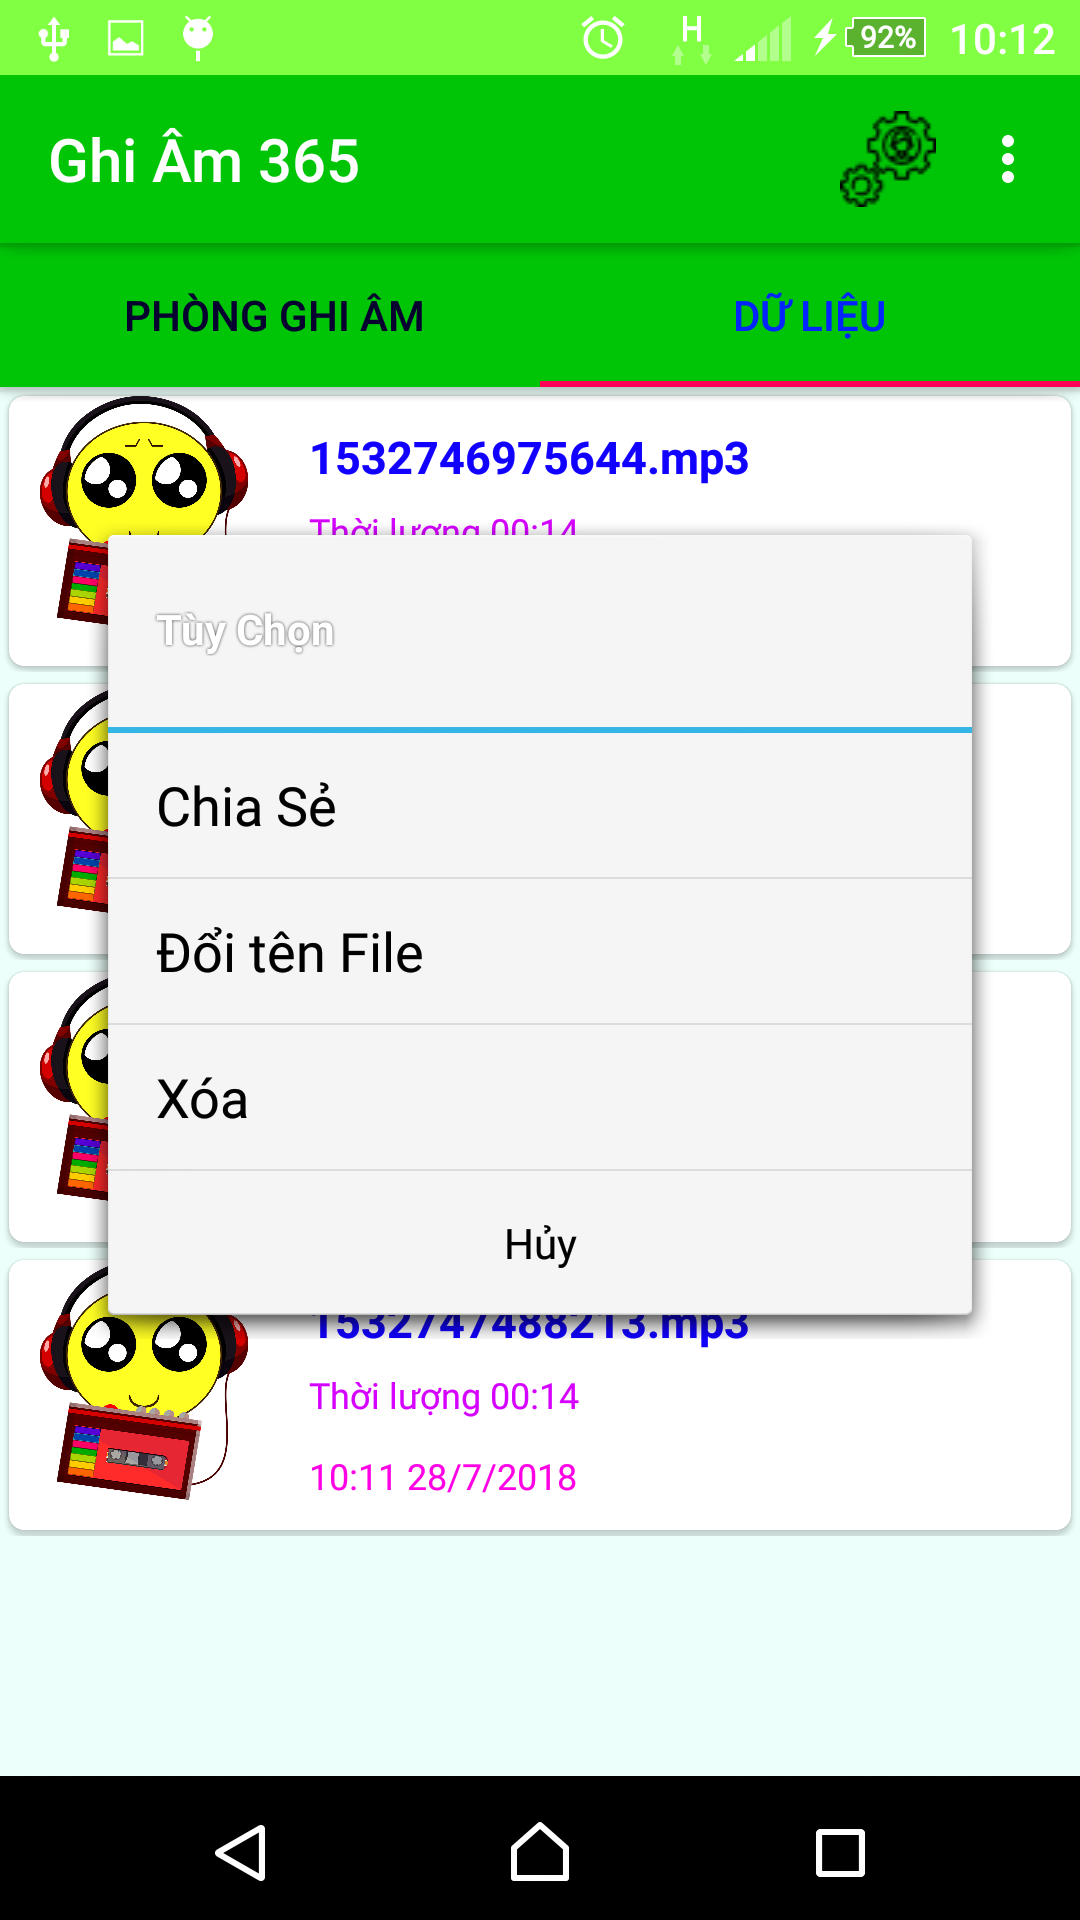 92% 10:12
Ghi Âm 365
PHÒNG GHI ÂM DỮ LIỆU
1532746975644.mp3
Thời lượng 00:14
Tùy Chọn
Chia Sẻ
Đổi tên File
Xóa
Hủy
1532747488213.mp3
Thời lượng 00:14
10:11 28/7/2018